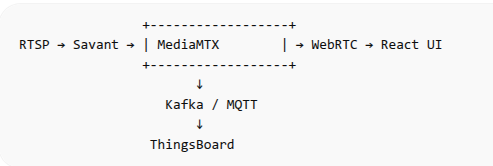 +------------------+
RTSP → Savant → | MediaMTX | → WebRTC → React UI
+------------------+
↓
Kafka / MQTT
↓
ThingsBoard